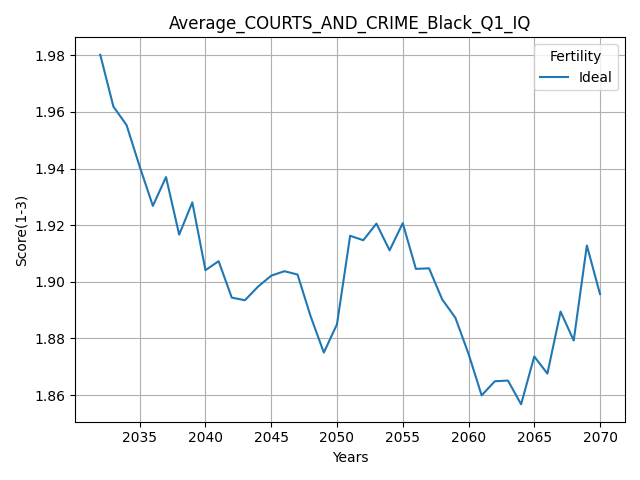 Average_COURTS_AND_CRIME_Black_Q1_IQ
Fertility
Ideal
Score(1-3)
1.98
1.96
1.94
1.92
1.90
1.88
1.86
2035 2040 2045 2050 2055 2060 2065 2070
Years